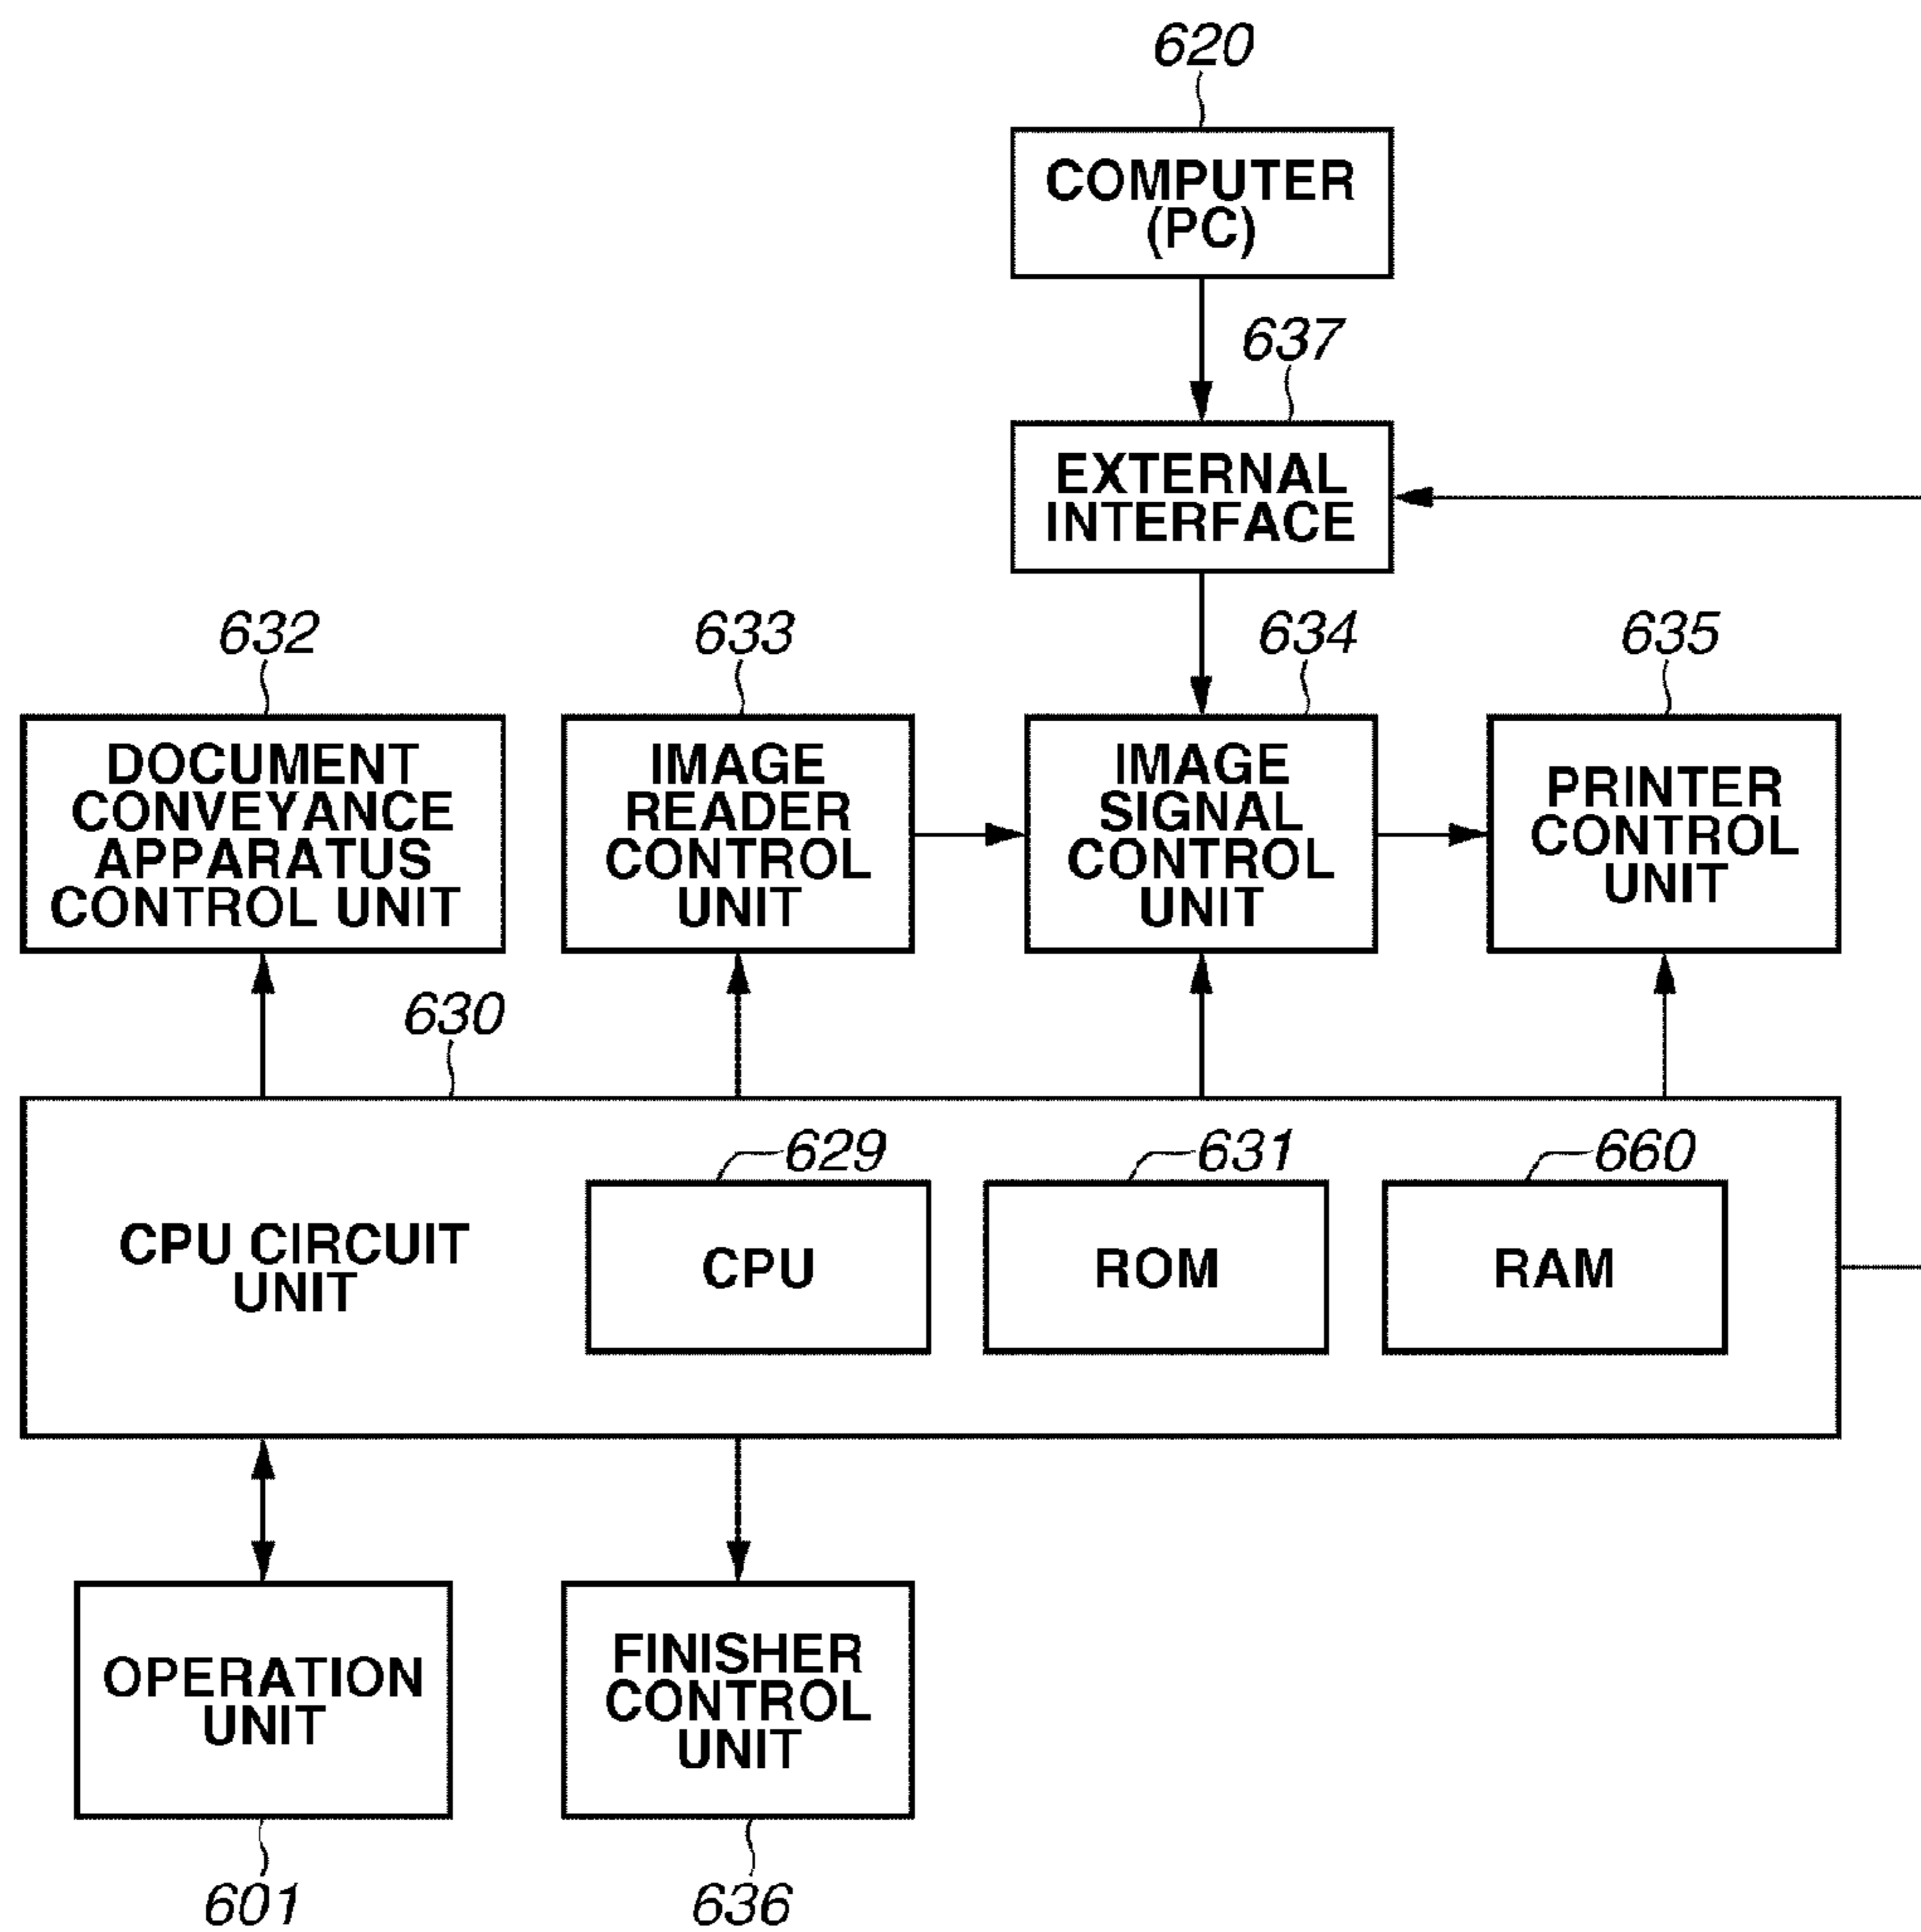 620
COMPUTER
(PC)
637
EXTERNAL
INTERFACE
632
633
634
635
DOCUMENT
CONVEYANCE
APPARATUS
CONTROL UNIT
IMAGE
READER
CONTROL
UNIT
IMAGE
SIGNAL
CONTROL
UNIT
PRINTER
CONTROL
UNIT
630
CPU CIRCUIT
UNIT
629
CPU
631
ROM
660
RAM
OPERATION
UNIT
FINISHER
CONTROL
UNIT
601
636